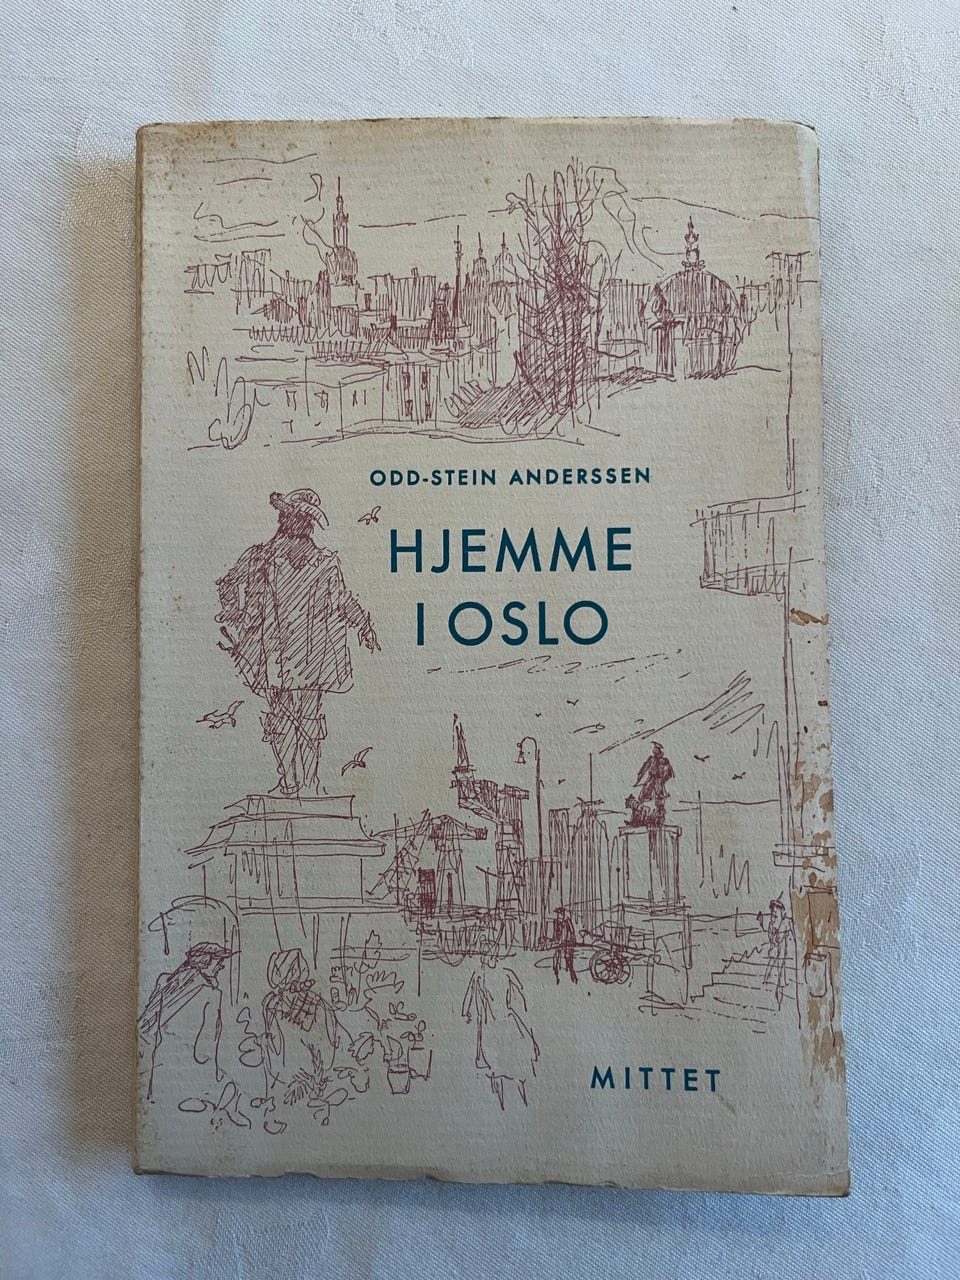 ODD-STEIN ANDERSSEN
HJEMME
I OSLO
MITTET